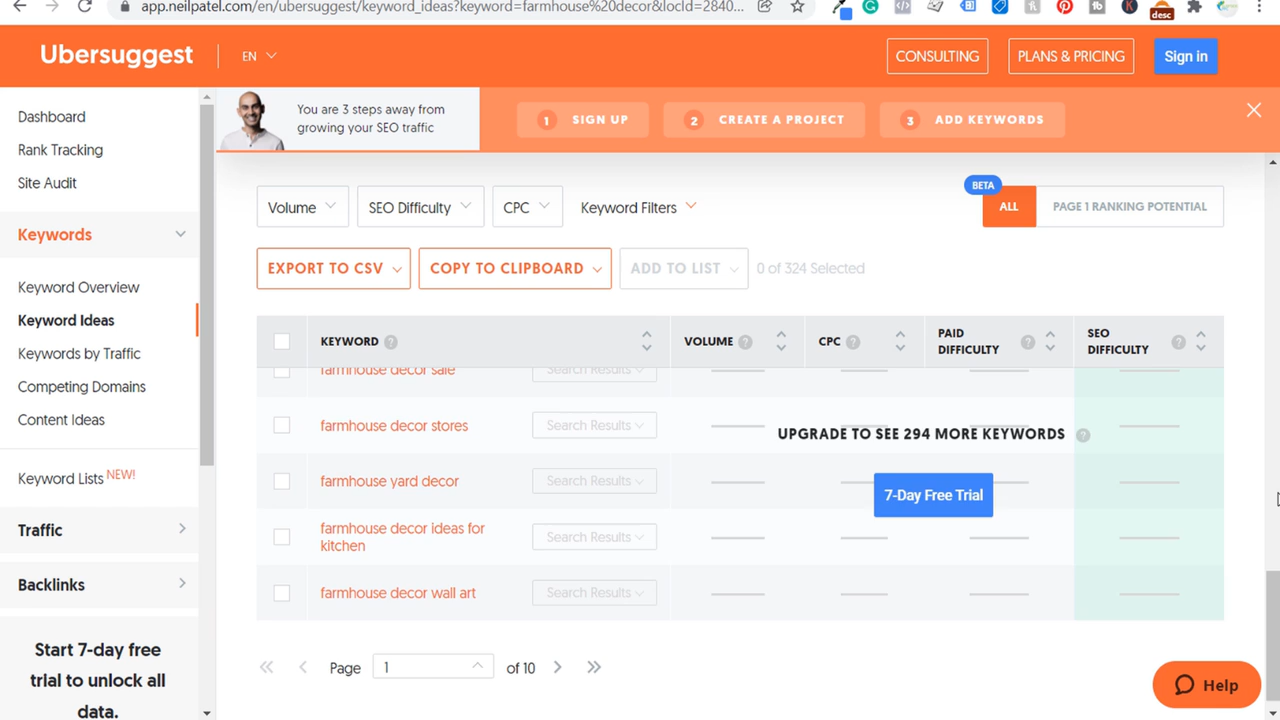 app.neilpatel.com/en/ubersuggest/keyword_ideas?keyword=farmhouse%20decor&locId=2840...
desc
Ubersuggest
EN
CONSULTING
PLANS & PRICING
Sign in
Dashboard
Rank Tracking
Site Audit
Keywords
Keyword Overview
Keyword Ideas
Keywords by Traffic
Competing Domains
Content Ideas
Keyword Lists NEW!
Traffic
Backlinks
Start 7-day free
trial to unlock all
data.
You are 3 steps away from
growing your SEO traffic
1 SIGN UP
2 CREATE A PROJECT
3 ADD KEYWORDS
Volume
SEO Difficulty
CPC
Keyword Filters
BETA
ALL
PAGE 1 RANKING POTENTIAL
EXPORT TO CSV
COPY TO CLIPBOARD
ADD TO LIST
0 of 324 Selected
KEYWORD ?
VOLUME ?
CPC ?
PAID
DIFFICULTY ?
SEO
DIFFICULTY ?
farmhouse decor sale
Search Results
farmhouse decor stores
Search Results
UPGRADE TO SEE 294 MORE KEYWORDS ?
farmhouse yard decor
Search Results
7-Day Free Trial
farmhouse decor ideas for
kitchen
Search Results
farmhouse decor wall art
Search Results
Page 1 of 10
Help